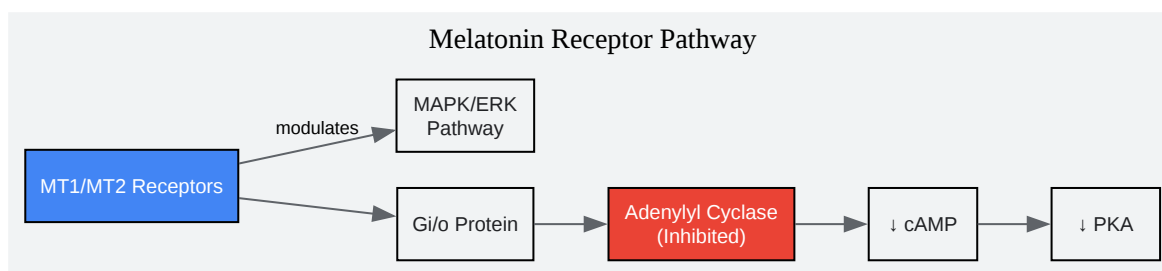 Melatonin Receptor Pathway
MAPK/ERK
Pathway
modulates
MT1/MT2 Receptors
Gi/o Protein
Adenylyl Cyclase
(Inhibited)
↓ cAMP
↓ PKA